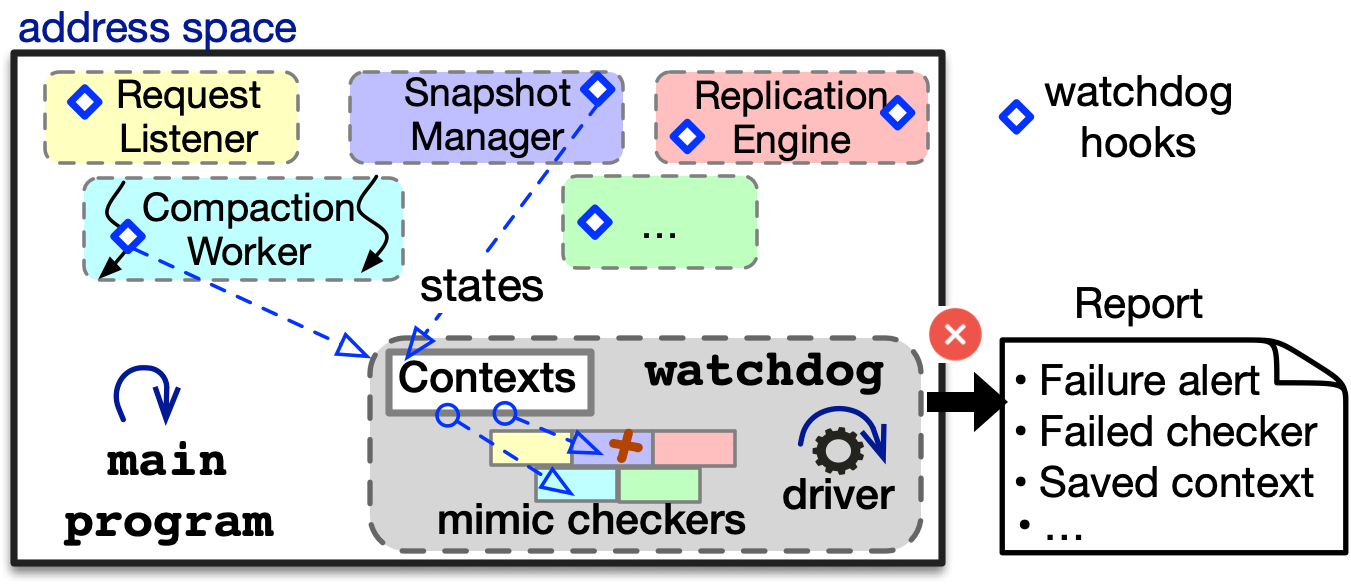 address space
Request
Listener
Snapshot
Manager
Replication
Engine
watchdog
hooks
Compaction
Worker
...
states
Report
Contexts
watchdog
• Failure alert
• Failed checker
• Saved context
• ...
main
program
driver
mimic checkers